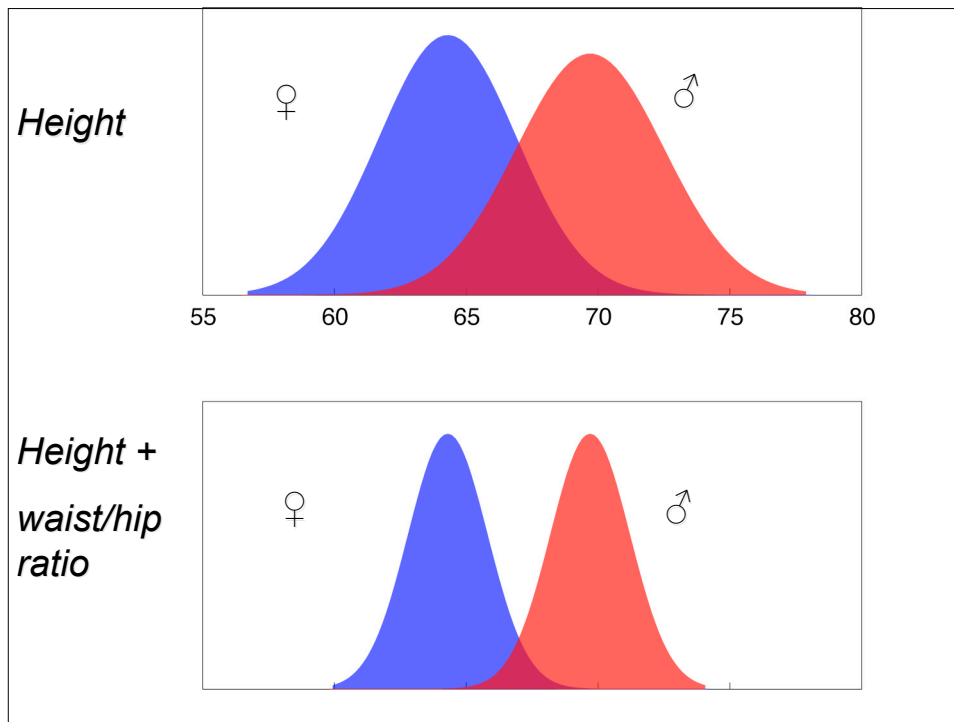 Height
♀
♂
55 60 65 70 75 80
Height +
waist/hip
ratio
♀
♂